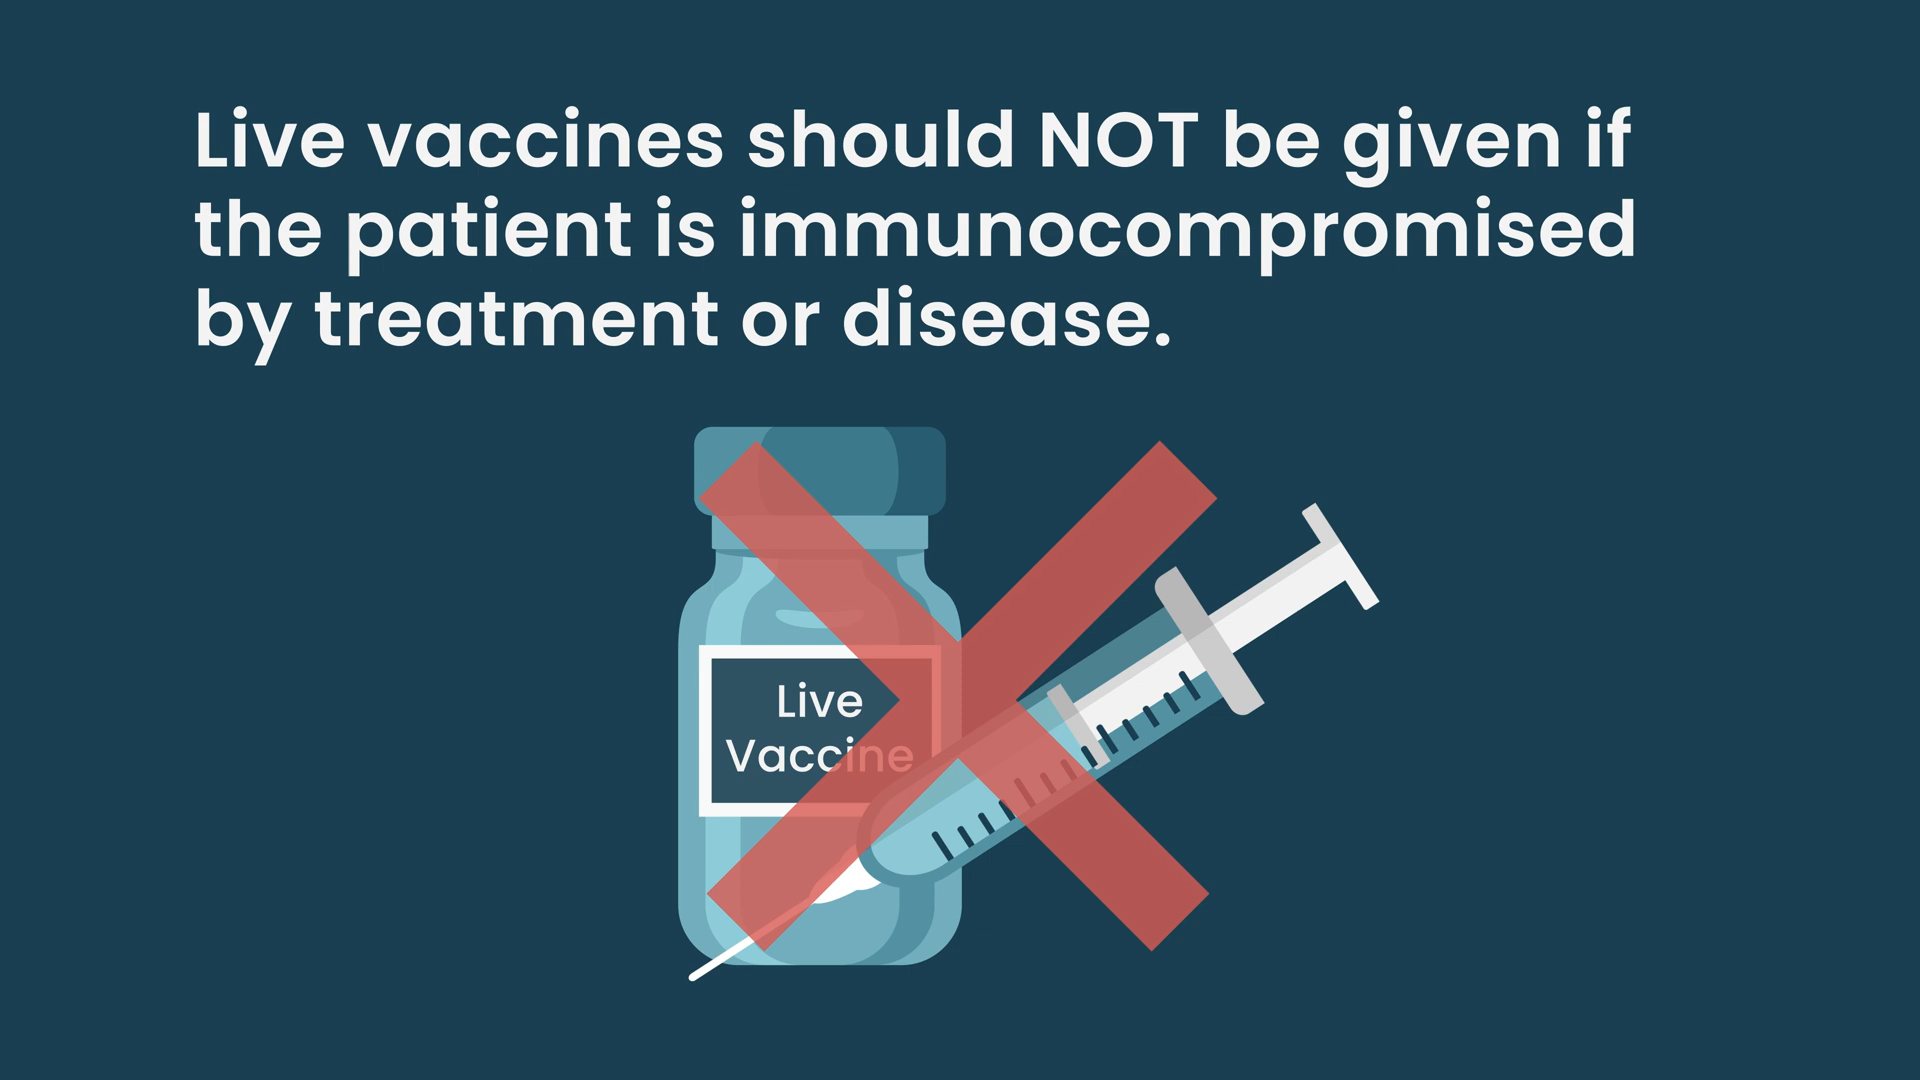 Live vaccines should NOT be given if
the patient is immunocompromised
by treatment or disease.
Live
Vaccine